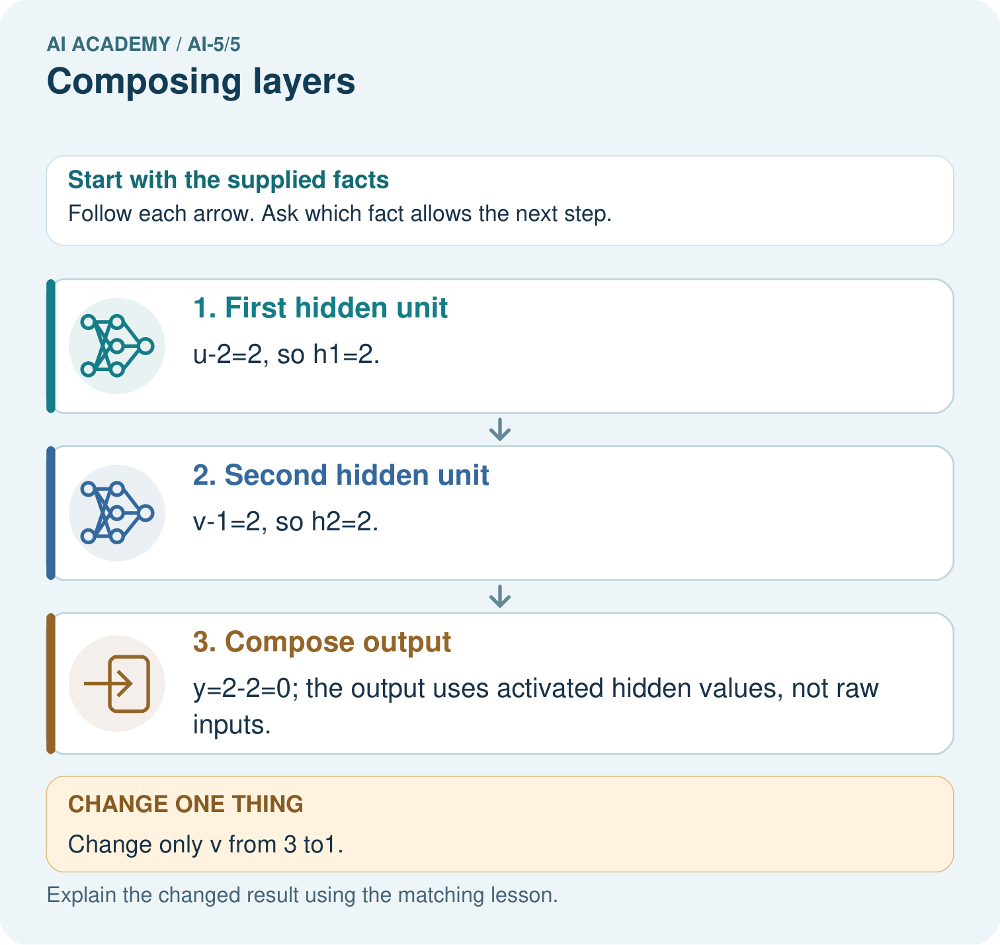 AI ACADEMY / AI-5/5
Composing layers
Start with the supplied facts
Follow each arrow. Ask which fact allows the next step.
1. First hidden unit
u-2=2, so h1=2.
2. Second hidden unit
v-1=2, so h2=2.
3. Compose output
y=2-2=0; the output uses activated hidden values, not raw
inputs.
CHANGE ONE THING
Change only v from 3 to1.
Explain the changed result using the matching lesson.